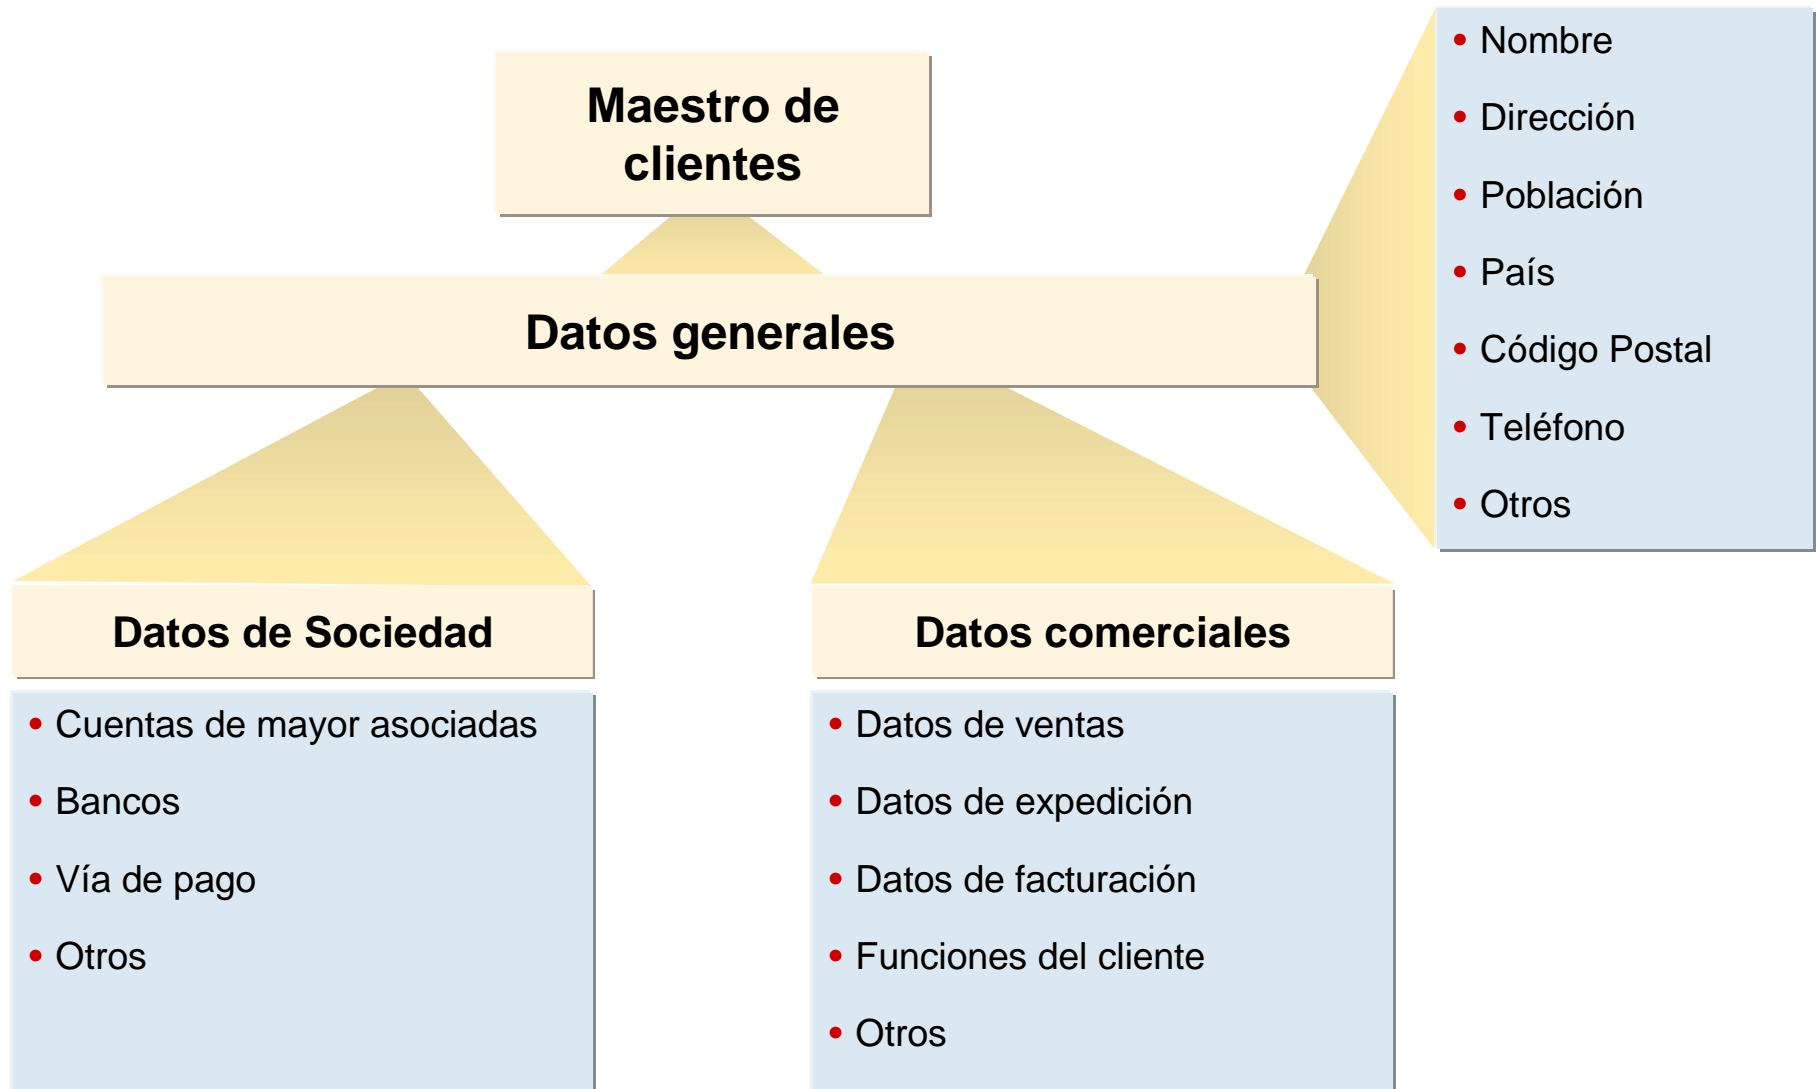 Maestro de
clientes
Datos generales
• Nombre
• Dirección
• Población
• País
• Código Postal
• Teléfono
• Otros
Datos de Sociedad
• Cuentas de mayor asociadas
• Bancos
• Vía de pago
• Otros
Datos comerciales
• Datos de ventas
• Datos de expedición
• Datos de facturación
• Funciones del cliente
• Otros